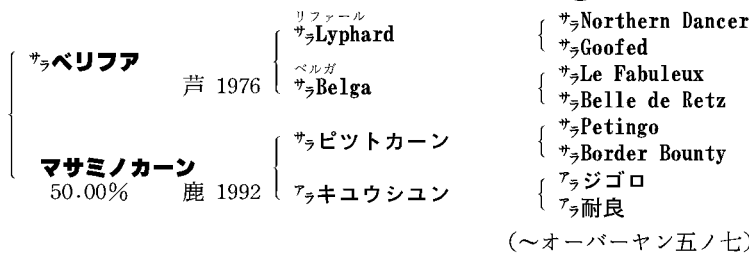 リファール
サラLyphard
サラNorthern Dancer
サラGoofed
サラベリフア
芦 1976
ベルガ
サラBelga
サラLe Fabuleux
サラBelle de Retz
サラピツトカーン
サラPetingo
サラBorder Bounty
マサミノカーン
50.00% 鹿 1992
アラキユウシユン
アラジゴロ
アラ耐良
(~オーバーヤン五ノ七)